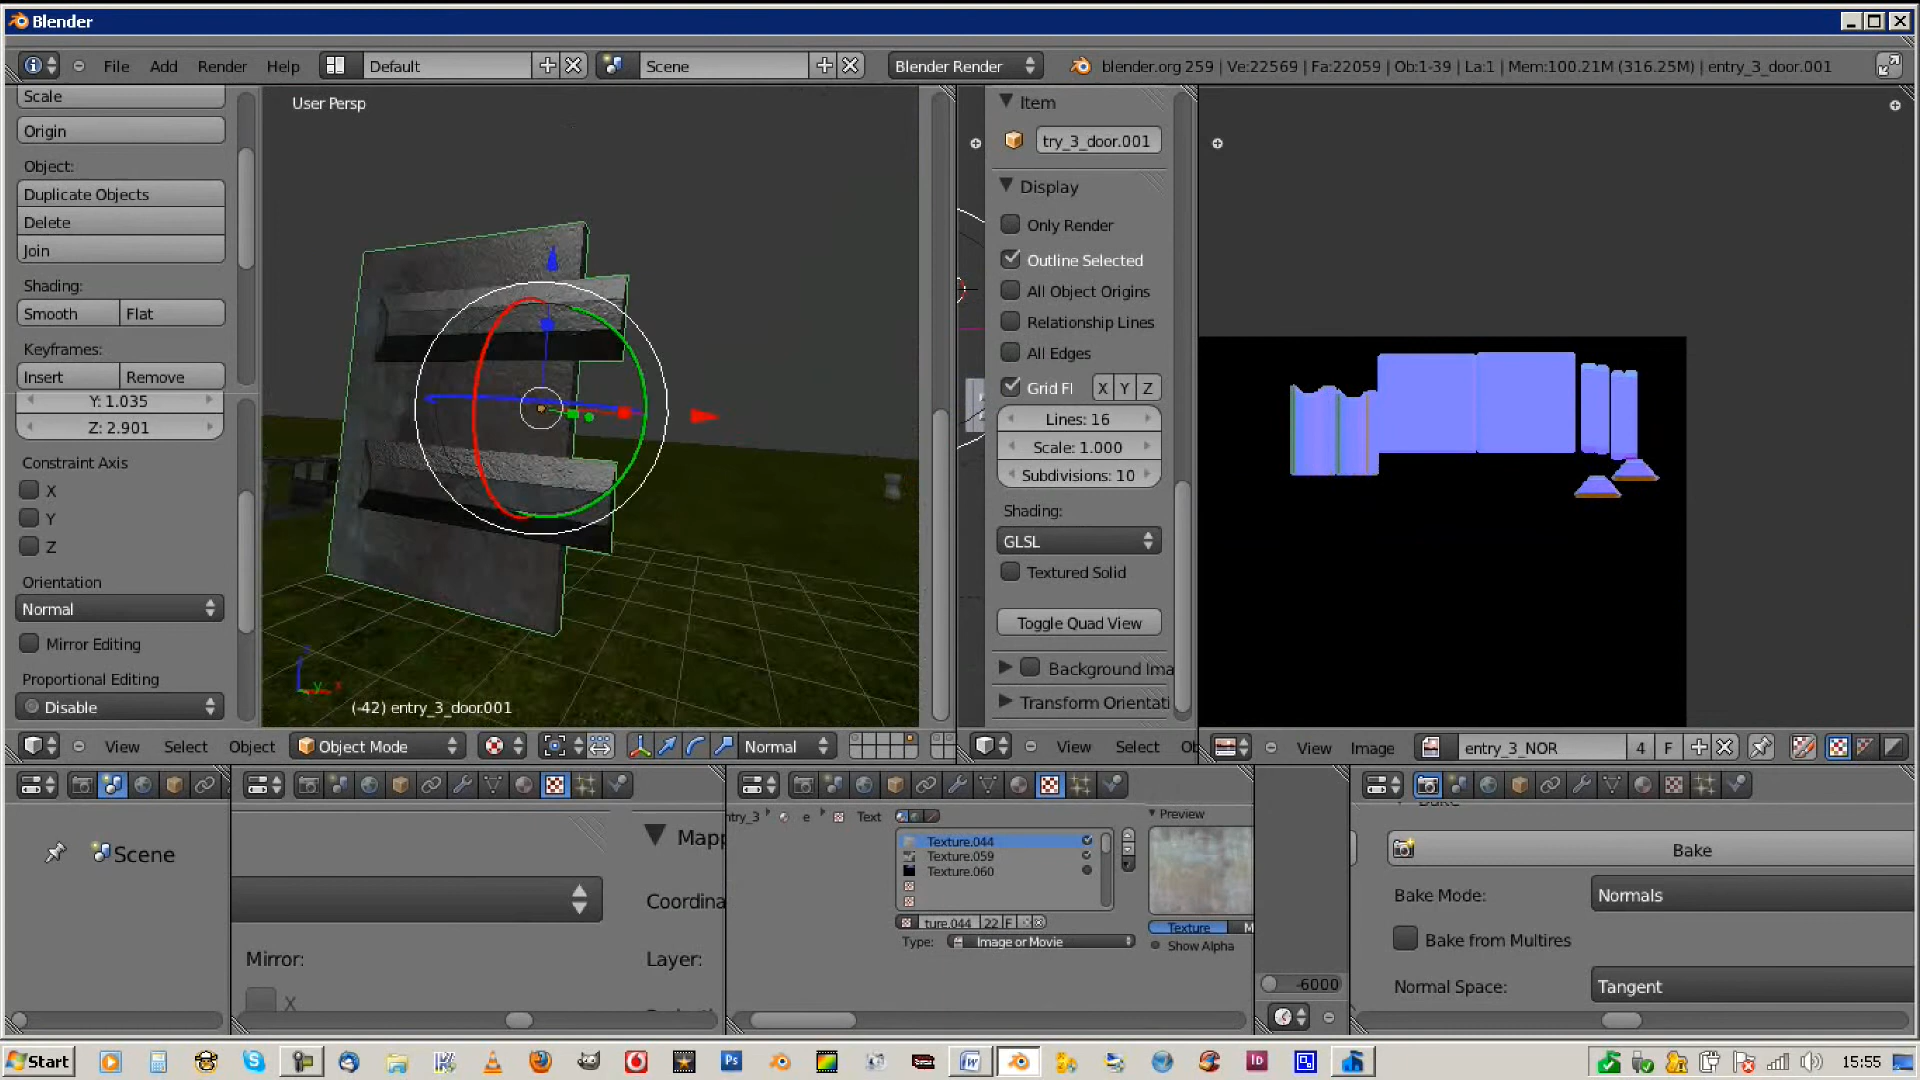 Blender
File Add Render Help Default Scene Blender Render blender.org 259 | Ve:22569 | Fa:22059 | Ob:1-39 | La:1 | Mem:100.21M (316.25M) | entry_3_door.001
Scale
Origin
Object:
Duplicate Objects
Delete
Join
Shading:
Smooth Flat
Keyframes:
Insert Remove
Y: 1.035
Z: 2.901
Constraint Axis
X
Y
Z
Orientation
Normal
Mirror Editing
Proportional Editing
Disable
User Persp
(-42) entry_3_door.001
View Select Object Object Mode Normal
Item
try_3_door.001
Display
Only Render
Outline Selected
All Object Origins
Relationship Lines
All Edges
Grid Fl X Y Z
Lines: 16
Scale: 1.000
Subdivisions: 10
Shading:
GLSL
Textured Solid
Toggle Quad View
Background Ima
Transform Orientati
View Select Ol
View Image entry_3_NOR 4 F
Scene
Mapp
Coordina
Mirror:
Layer:
X
ntry_3 e Text
Texture.044
Texture.059
Texture.060
ture.044 22 F
Type: Image or Movie
Preview
Texture M
Show Alpha
-6000
Bake
Bake
Bake Mode: Normals
Bake from Multires
Normal Space: Tangent
Start
15:55